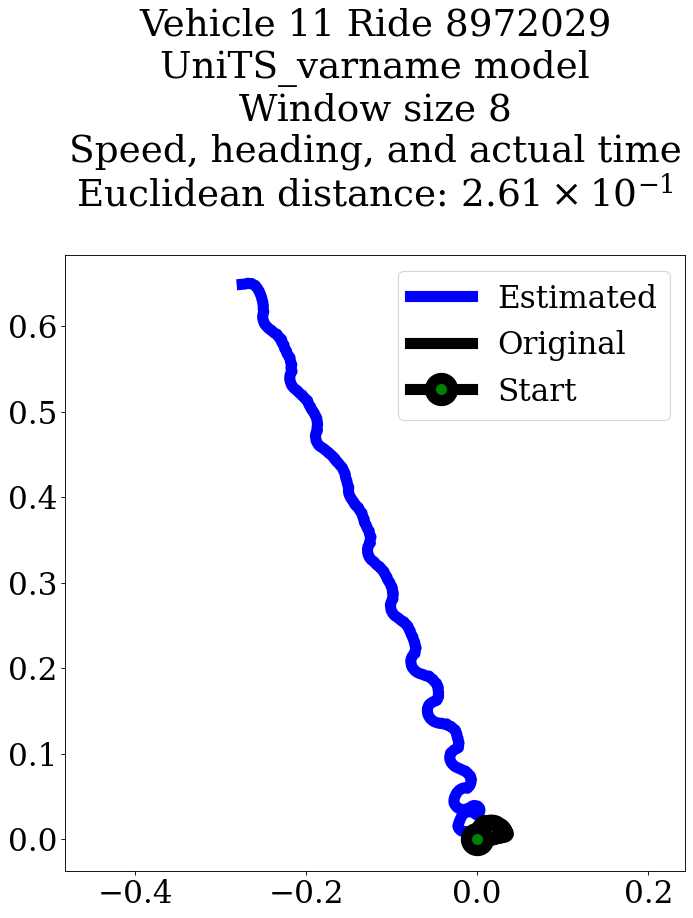 Vehicle 11 Ride 8972029
UniTS_varname model
Window size 8
Speed, heading, and actual time
Euclidean distance: 2.61 × 10⁻¹
Estimated
Original
Start
0.6
0.5
0.4
0.3
0.2
0.1
0.0
−0.4 −0.2 0.0 0.2